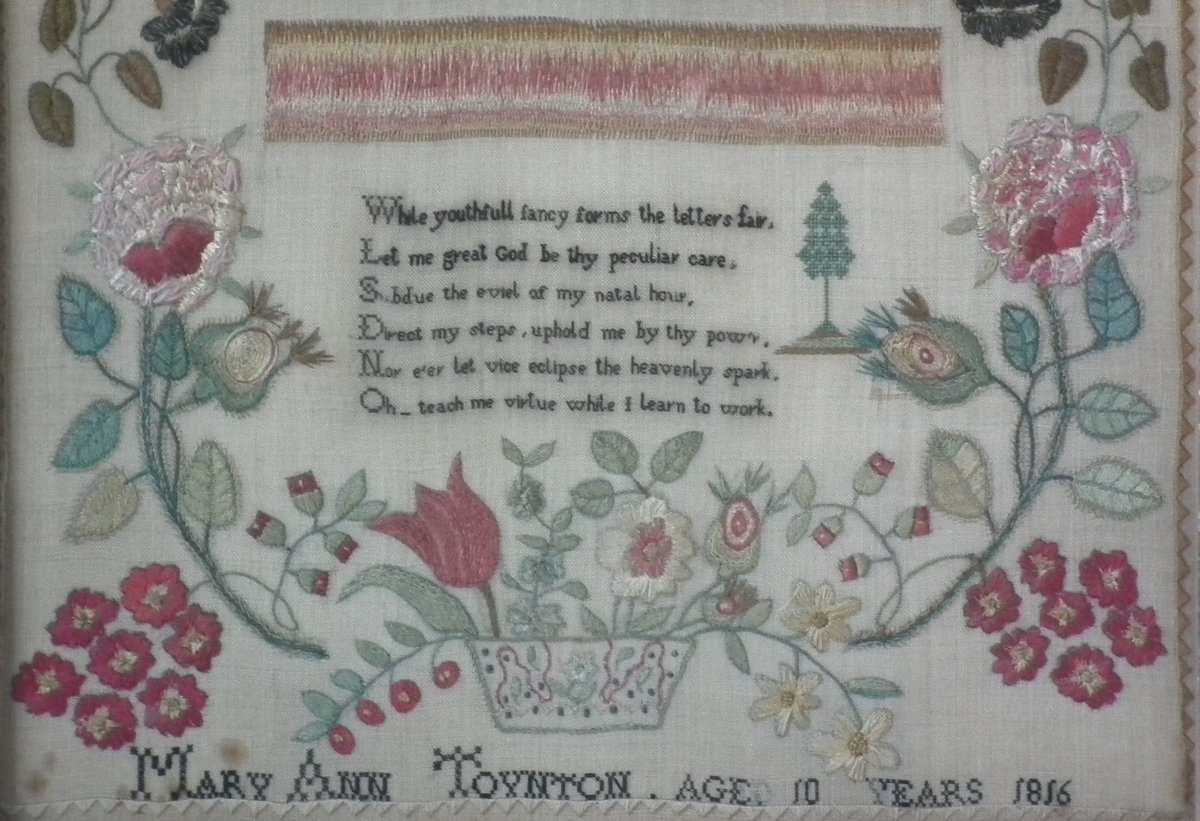 While youthfull fancy forms the letters fair.
Let me great God be thy peculiar care.
Subdue the eviel of my natal hour.
Direct my steps, uphold me by thy power.
Nor e'er let vice eclipse the heavenly spark.
Oh_ teach me virtue while I learn to work.
MARY ANN TOYNTON. AGED 10 YEARS 1816